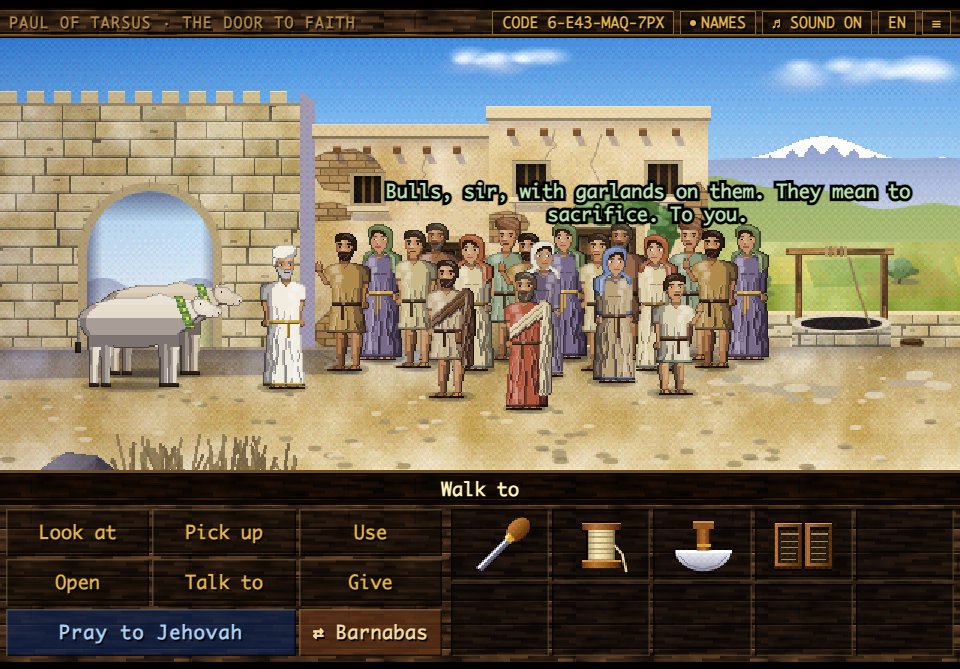 PAUL OF TARSUS · THE DOOR TO FAITH
CODE 6-E43-MAQ-7PX
• NAMES
♬ SOUND ON
EN
≡
Bulls, sir, with garlands on them. They mean to
sacrifice. To you.
Walk to
Look at
Pick up
Use
Open
Talk to
Give
Pray to Jehovah
⇄ Barnabas